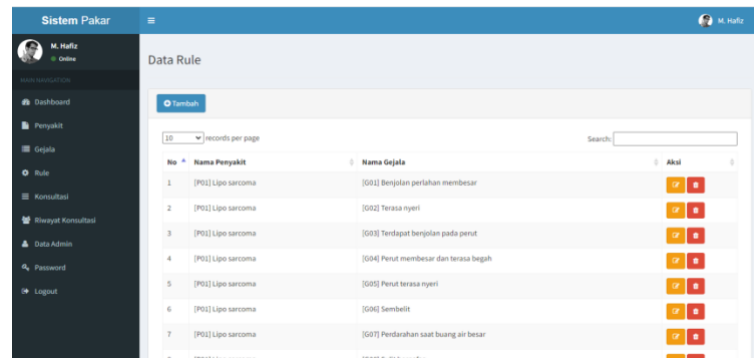 Sistem Pakar
M. Hafiz
M. Hafiz
Online
MAIN NAVIGATION
Dashboard
Penyakit
Gejala
Rule
Konsultasi
Riwayat Konsultasi
Data Admin
Password
Logout
Data Rule
Tambah
10 records per page
Search:
No Nama Penyakit Nama Gejala Aksi
1 [P01] Lipo sarcoma [G01] Benjolan perlahan membesar
2 [P01] Lipo sarcoma [G02] Terasa nyeri
3 [P01] Lipo sarcoma [G03] Terdapat benjolan pada perut
4 [P01] Lipo sarcoma [G04] Perut membesar dan terasa begah
5 [P01] Lipo sarcoma [G05] Perut terasa nyeri
6 [P01] Lipo sarcoma [G06] Sembelit
7 [P01] Lipo sarcoma [G07] Perdarahan saat buang air besar